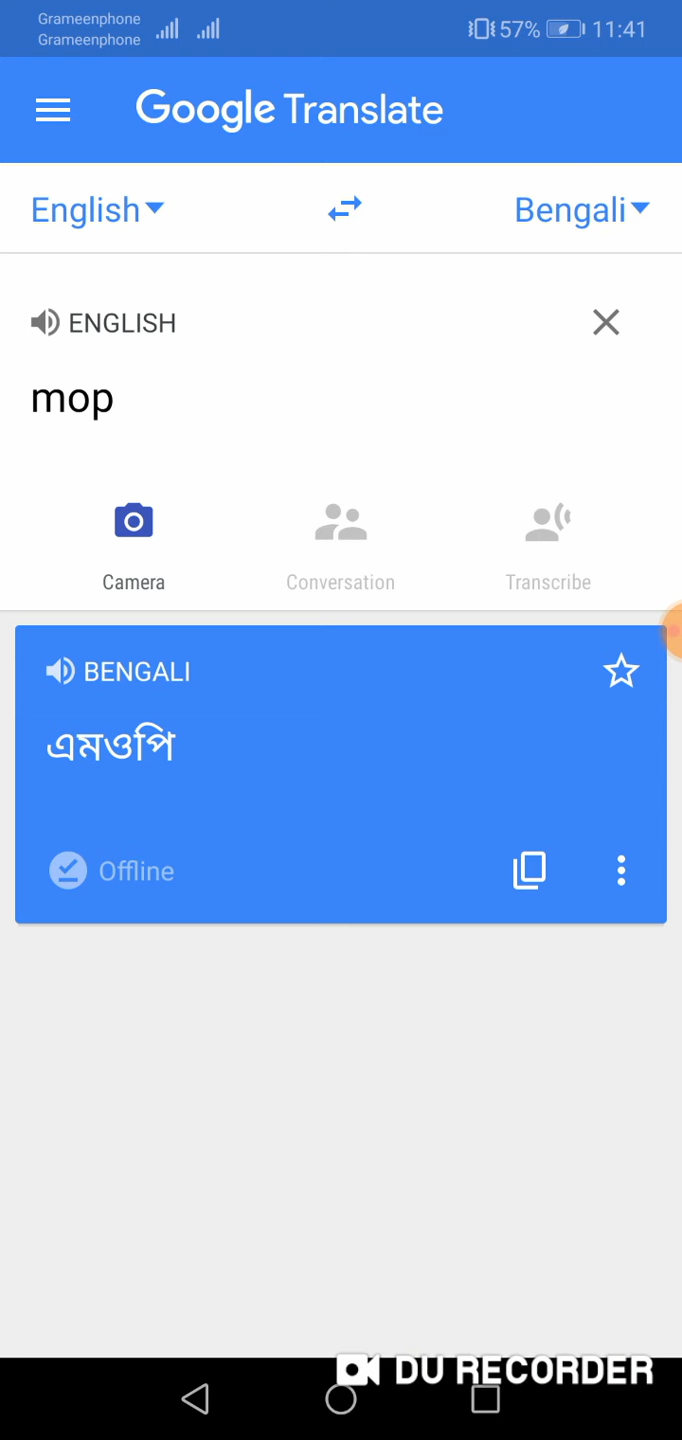 Grameenphone
Grameenphone
57% 11:41
Google Translate
English Bengali
ENGLISH
mop
Camera Conversation Transcribe
BENGALI
এমওপি
Offline
DU RECORDER